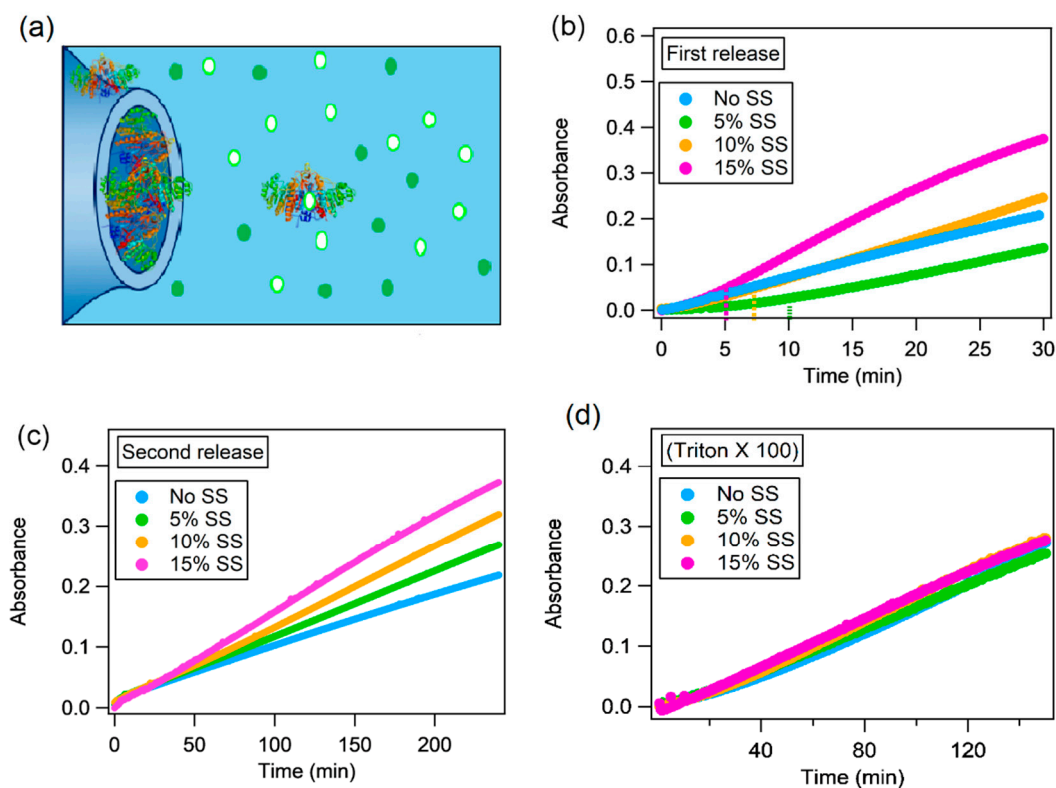 (a)
(b)
First release
No SS
5% SS
10% SS
15% SS
Absorbance
0.6
0.5
0.4
0.3
0.2
0.1
0.0
0 5 10 15 20 25 30
Time (min)
(c)
Second release
No SS
5% SS
10% SS
15% SS
Absorbance
0.4
0.3
0.2
0.1
0.0
0 50 100 150 200
Time (min)
(d)
(Triton X 100)
No SS
5% SS
10% SS
15% SS
Absorbance
0.4
0.3
0.2
0.1
0.0
40 80 120
Time (min)